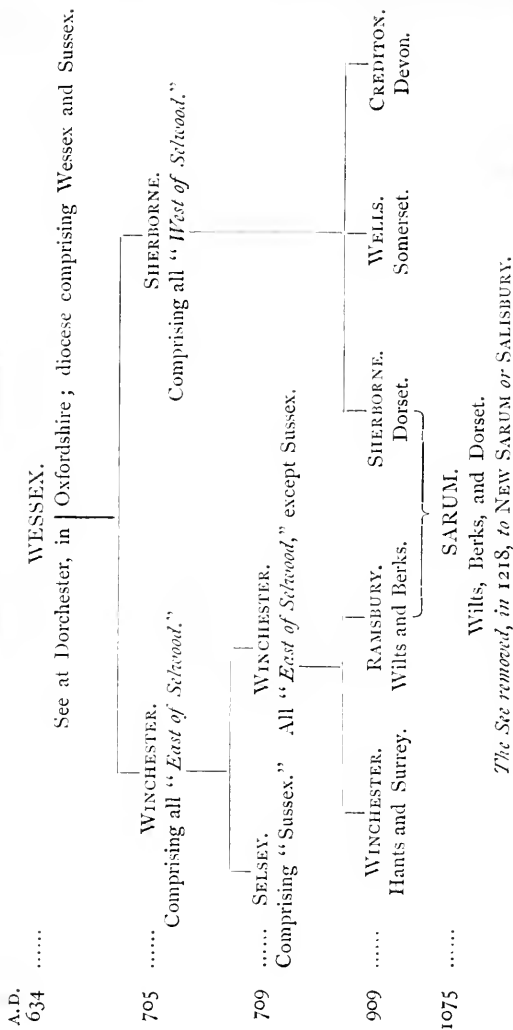 A.D.
634 ...... WESSEX.
See at Dorchester, in Oxfordshire; diocese comprising Wessex and Sussex.
705 ...... WINCHESTER. SHERBORNE.
Comprising all “East of Selwood.” Comprising all “West of Selwood.”
709 ...... SELSEY. WINCHESTER.
Comprising “Sussex.” All “East of Selwood,” except Sussex.
909 ...... WINCHESTER. RAMSBURY. SHERBORNE. WELLS. CREDITON.
Hants and Surrey. Wilts and Berks. Dorset. Somerset. Devon.
1075 ...... SARUM.
Wilts, Berks, and Dorset.
The See removed, in 1218, to NEW SARUM or SALISBURY.